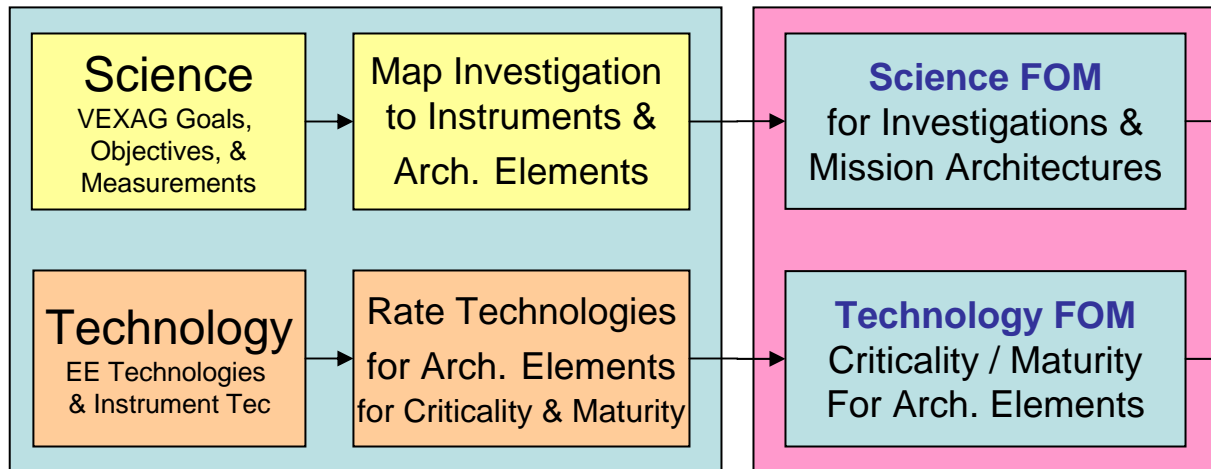 Science
VEXAG Goals,
Objectives, &
Measurements
Map Investigation
to Instruments &
Arch. Elements
Science FOM
for Investigations &
Mission Architectures
Technology
EE Technologies
& Instrument Tec
Rate Technologies
for Arch. Elements
for Criticality & Maturity
Technology FOM
Criticality / Maturity
For Arch. Elements